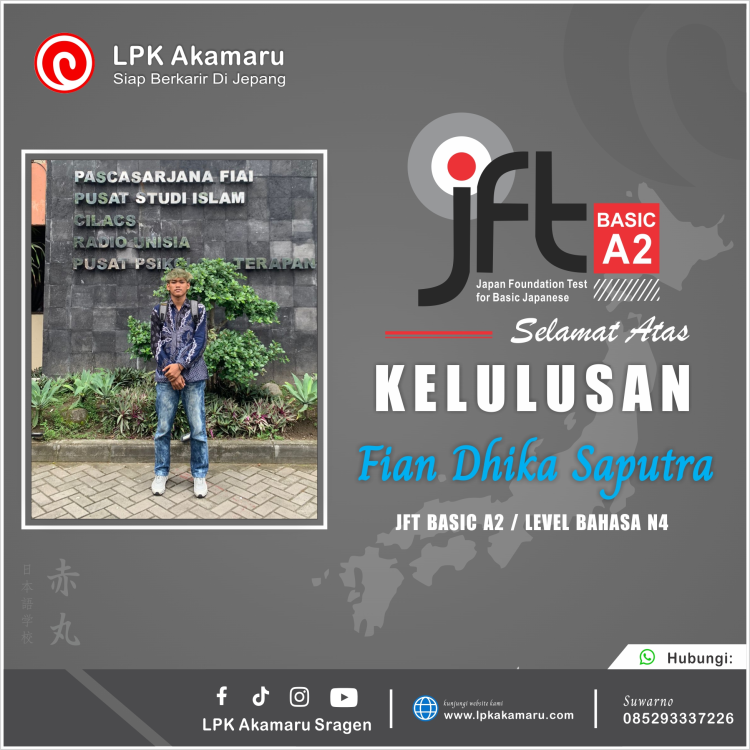 LPK Akamaru
Siap Berkarir Di Jepang
PASCASARJANA FIAI
PUSAT STUDI ISLAM
CILACS
RADIO UNISIA
PUSAT PSIKO TERAPAN
jft
BASIC
A2
Japan Foundation Test
for Basic Japanese
Selamat Atas
KELULUSAN
Fian Dhika Saputra
JFT BASIC A2 / LEVEL BAHASA N4
日本語学校
赤丸
Hubungi:
LPK Akamaru Sragen
kunjungi website kami
www.lpkakamaru.com
Suwarno
085293337226